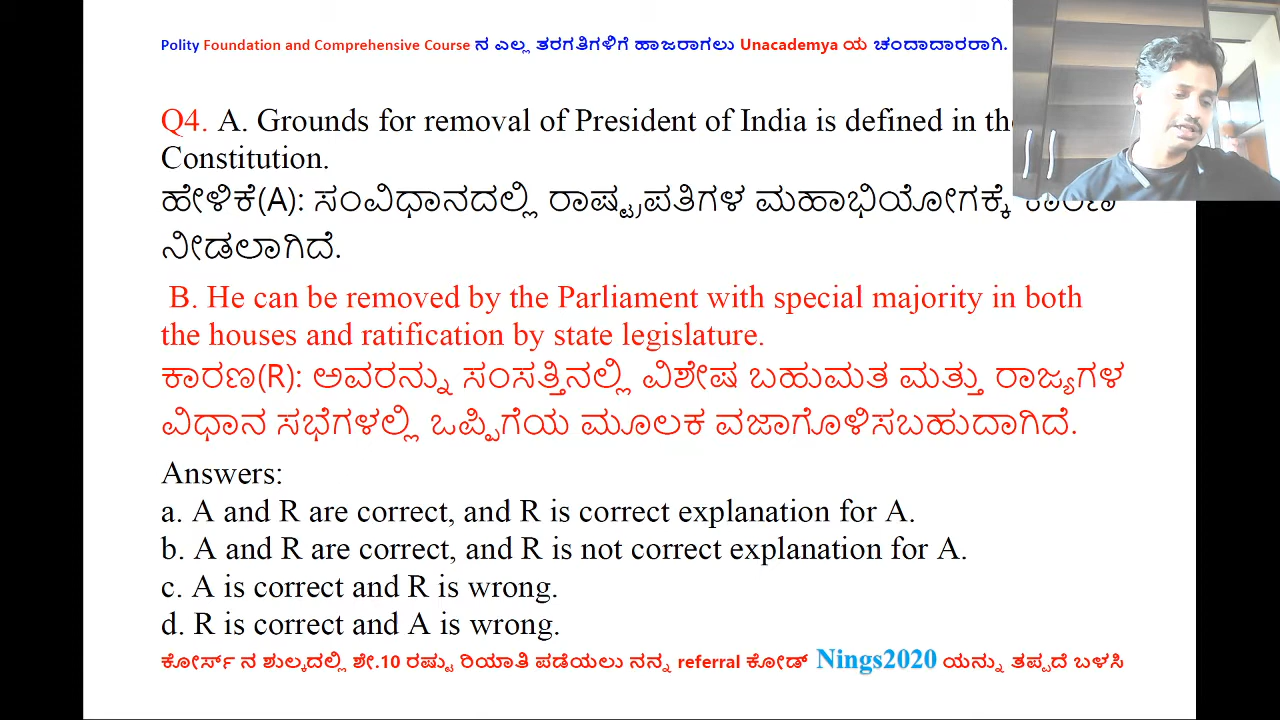 Polity Foundation and Comprehensive Course ನ ಎಲ್ಲ ತರಗತಿಗಳಿಗೆ ಹಾಜರಾಗಲು Unacademya ಯ ಚಂದಾದಾರರಾಗಿ.
Q4. A. Grounds for removal of President of India is defined in
Constitution.
ಹೇಳಿಕೆ(A): ಸಂವಿಧಾನದಲ್ಲಿ ರಾಷ್ಟ್ರಪತಿಗಳ ಮಹಾಭಿಯೋಗಕ್ಕೆ
ನೀಡಲಾಗಿದೆ.
B. He can be removed by the Parliament with special majority in both
the houses and ratification by state legislature.
ಕಾರಣ(R): ಅವರನ್ನು ಸಂಸತ್ತಿನಲ್ಲಿ ವಿಶೇಷ ಬಹುಮತ ಮತ್ತು ರಾಜ್ಯಗಳ
ವಿಧಾನ ಸಭೆಗಳಲ್ಲಿ ಒಪ್ಪಿಗೆಯ ಮೂಲಕ ವಜಾಗೊಳಿಸಬಹುದಾಗಿದೆ.
Answers:
a. A and R are correct, and R is correct explanation for A.
b. A and R are correct, and R is not correct explanation for A.
c. A is correct and R is wrong.
d. R is correct and A is wrong.
ಕೋರ್ಸ್ ನ ಶುಲ್ಕದಲ್ಲಿ ಶೇ.10 ರಷ್ಟು ರಿಯಾತಿ ಪಡೆಯಲು ನನ್ನ referral ಕೋಡ್ Nings2020 ಯನ್ನು ತಪ್ಪದೆ ಬಳಸಿ